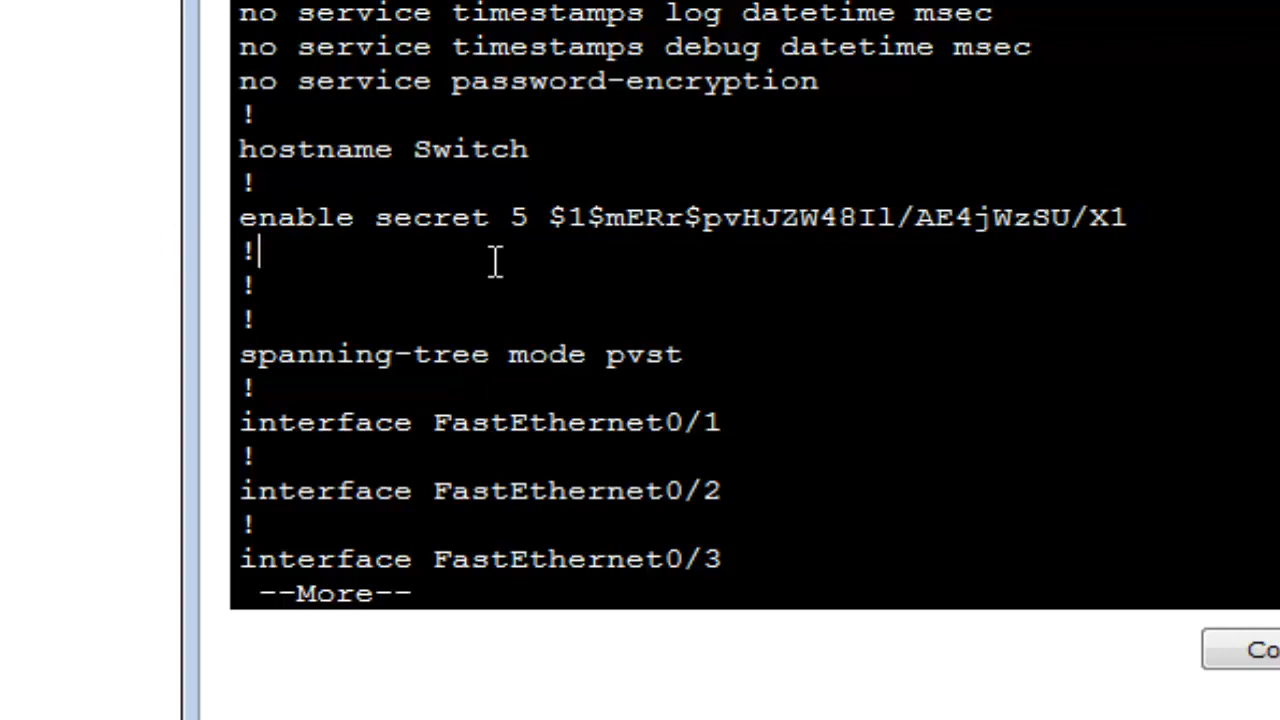 no service timestamps log datetime msec
no service timestamps debug datetime msec
no service password-encryption
!
hostname Switch
!
enable secret 5 $1$mERr$pvHJZW48Il/AE4jWzSU/X1
!
!
!
spanning-tree mode pvst
!
interface FastEthernet0/1
!
interface FastEthernet0/2
!
interface FastEthernet0/3
--More--
Co